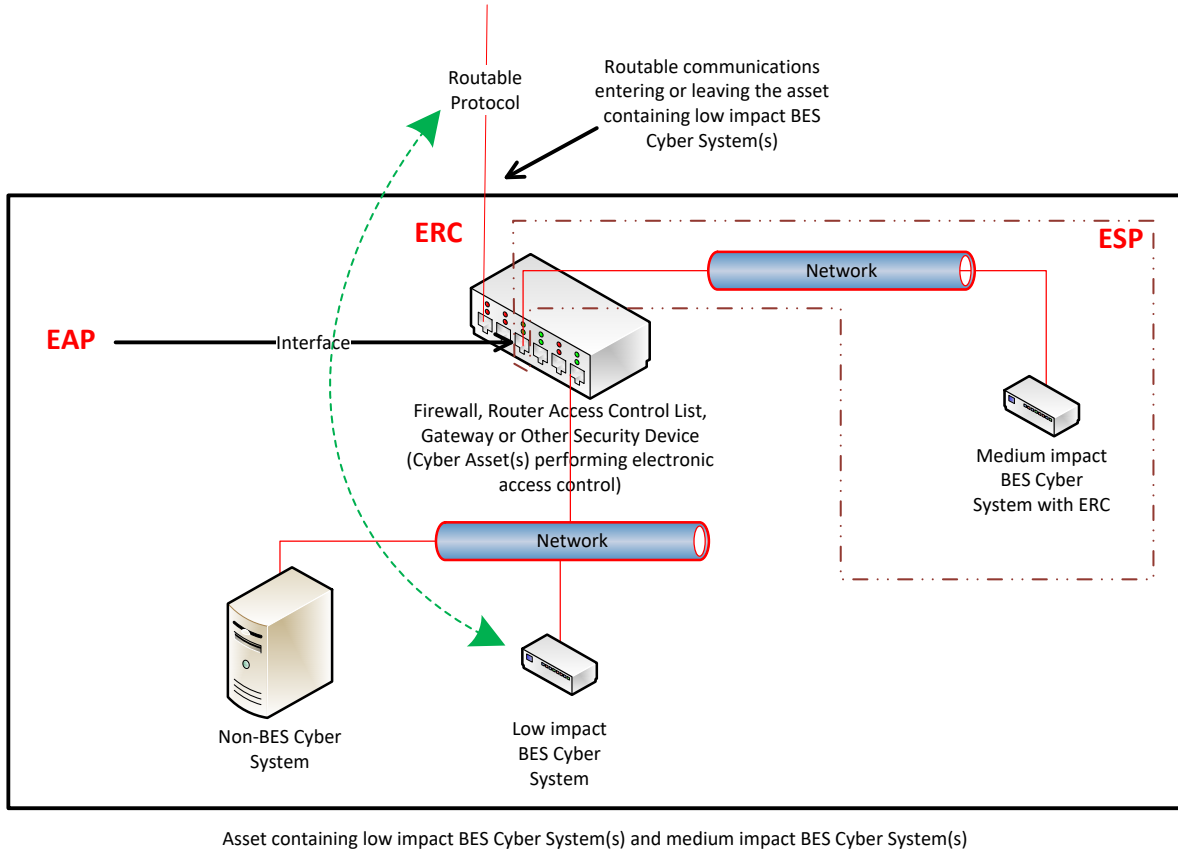 Routable
Protocol
Routable communications
entering or leaving the asset
containing low impact BES
Cyber System(s)
ERC
ESP
Network
EAP
Interface
Firewall, Router Access Control List,
Gateway or Other Security Device
(Cyber Asset(s) performing electronic
access control)
Medium impact
BES Cyber
System with ERC
Network
Non-BES Cyber
System
Low impact
BES Cyber
System
Asset containing low impact BES Cyber System(s) and medium impact BES Cyber System(s)